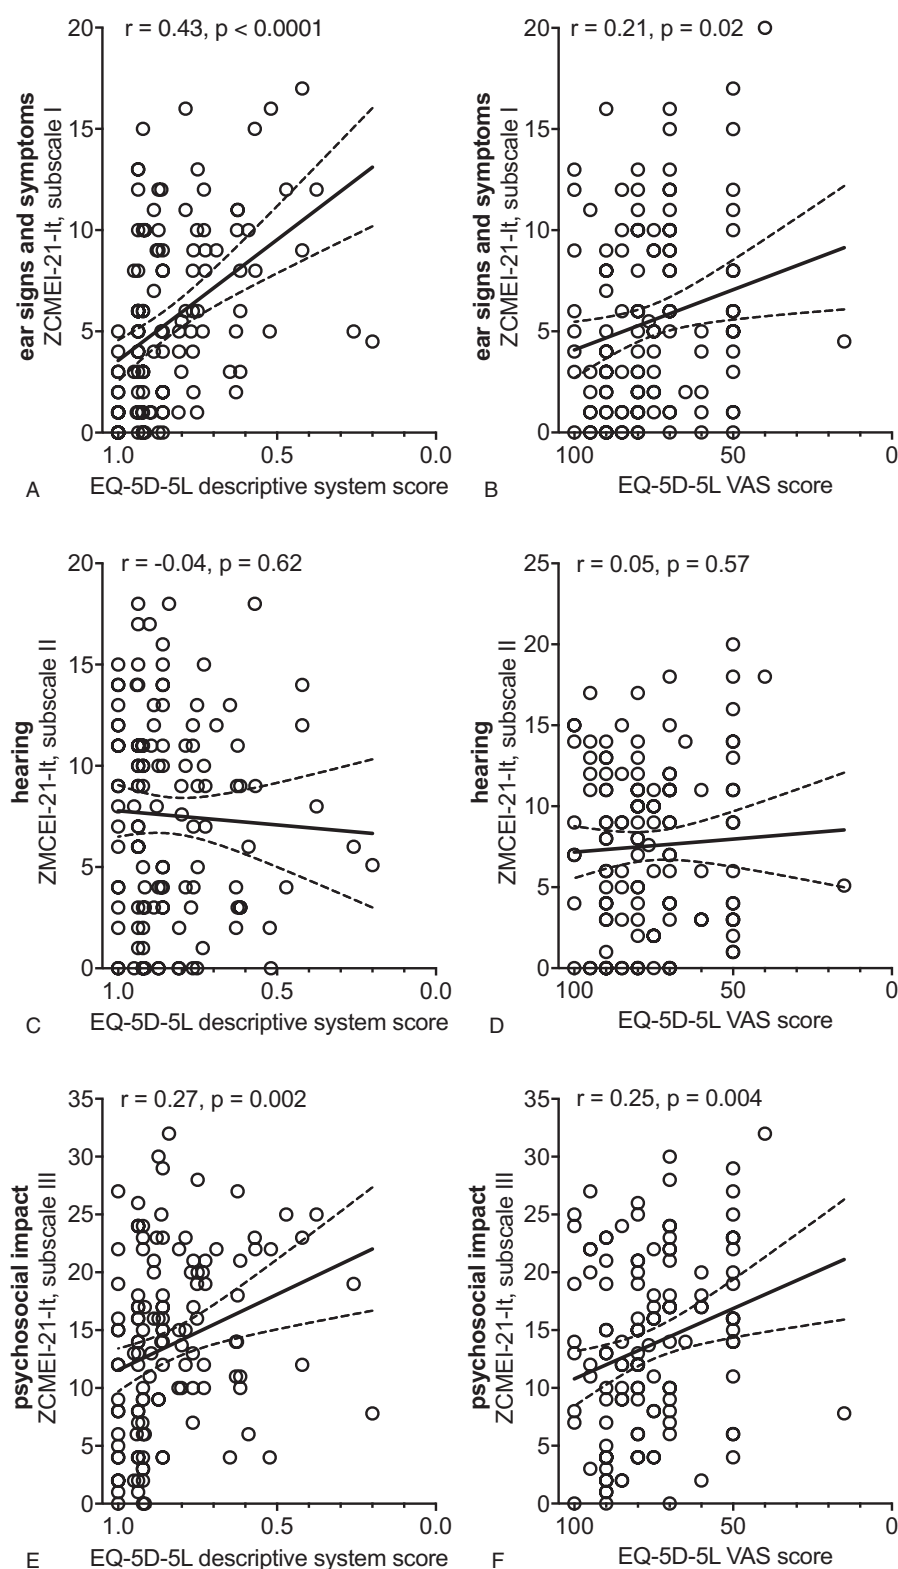 r = 0.43, p < 0.0001
20
15
10
5
0
ear signs and symptoms
ZCMEI-21-It, subscale I
1.0 0.5 0.0
A EQ-5D-5L descriptive system score
r = 0.21, p = 0.02
20
15
10
5
0
ear signs and symptoms
ZCMEI-21-It, subscale I
100 50 0
B EQ-5D-5L VAS score
r = -0.04, p = 0.62
20
15
10
5
0
hearing
ZMCEI-21-It, subscale II
1.0 0.5 0.0
C EQ-5D-5L descriptive system score
r = 0.05, p = 0.57
25
20
15
10
5
0
hearing
ZMCEI-21-It, subscale II
100 50 0
D EQ-5D-5L VAS score
r = 0.27, p = 0.002
35
30
25
20
15
10
5
0
psychosocial impact
ZCMEI-21-It, subscale III
1.0 0.5 0.0
E EQ-5D-5L descriptive system score
r = 0.25, p = 0.004
35
30
25
20
15
10
5
0
psychosocial impact
ZCMEI-21-It, subscale III
100 50 0
F EQ-5D-5L VAS score